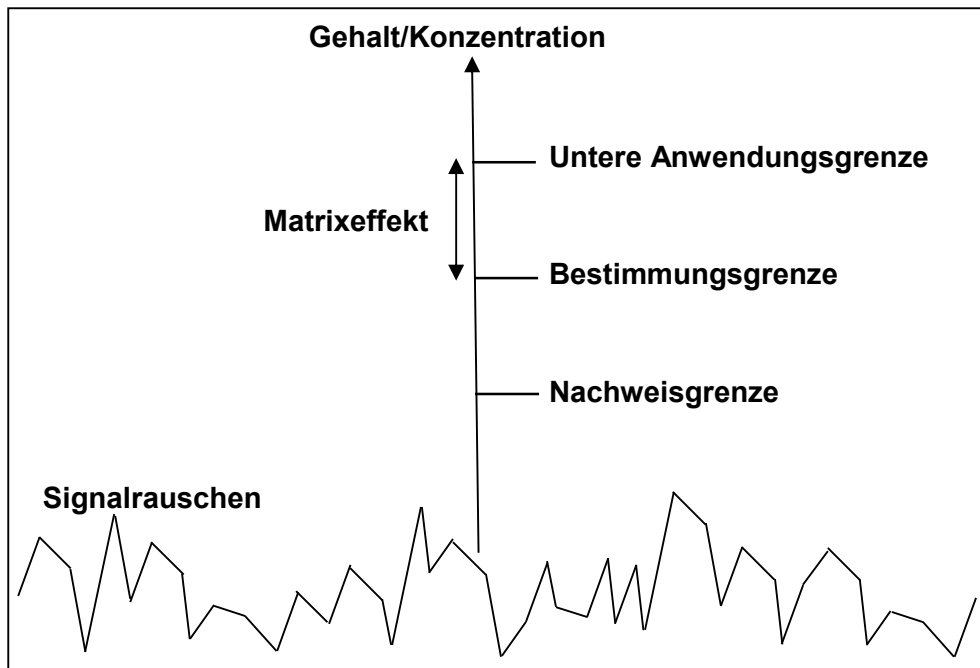 Gehalt/Konzentration
Untere Anwendungsgrenze
Matrixeffekt
Bestimmungsgrenze
Nachweisgrenze
Signalrauschen